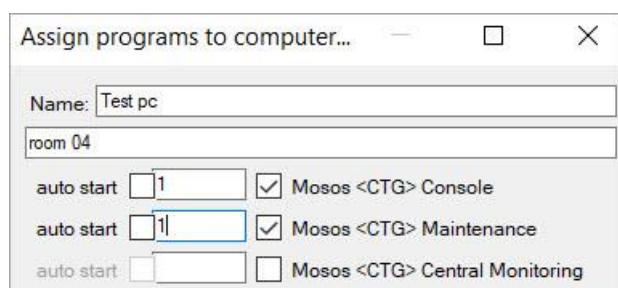 Assign programs to computer...
Name: Test pc
room 04
auto start 1 Mosos <CTG> Console
auto start 1 Mosos <CTG> Maintenance
auto start Mosos <CTG> Central Monitoring